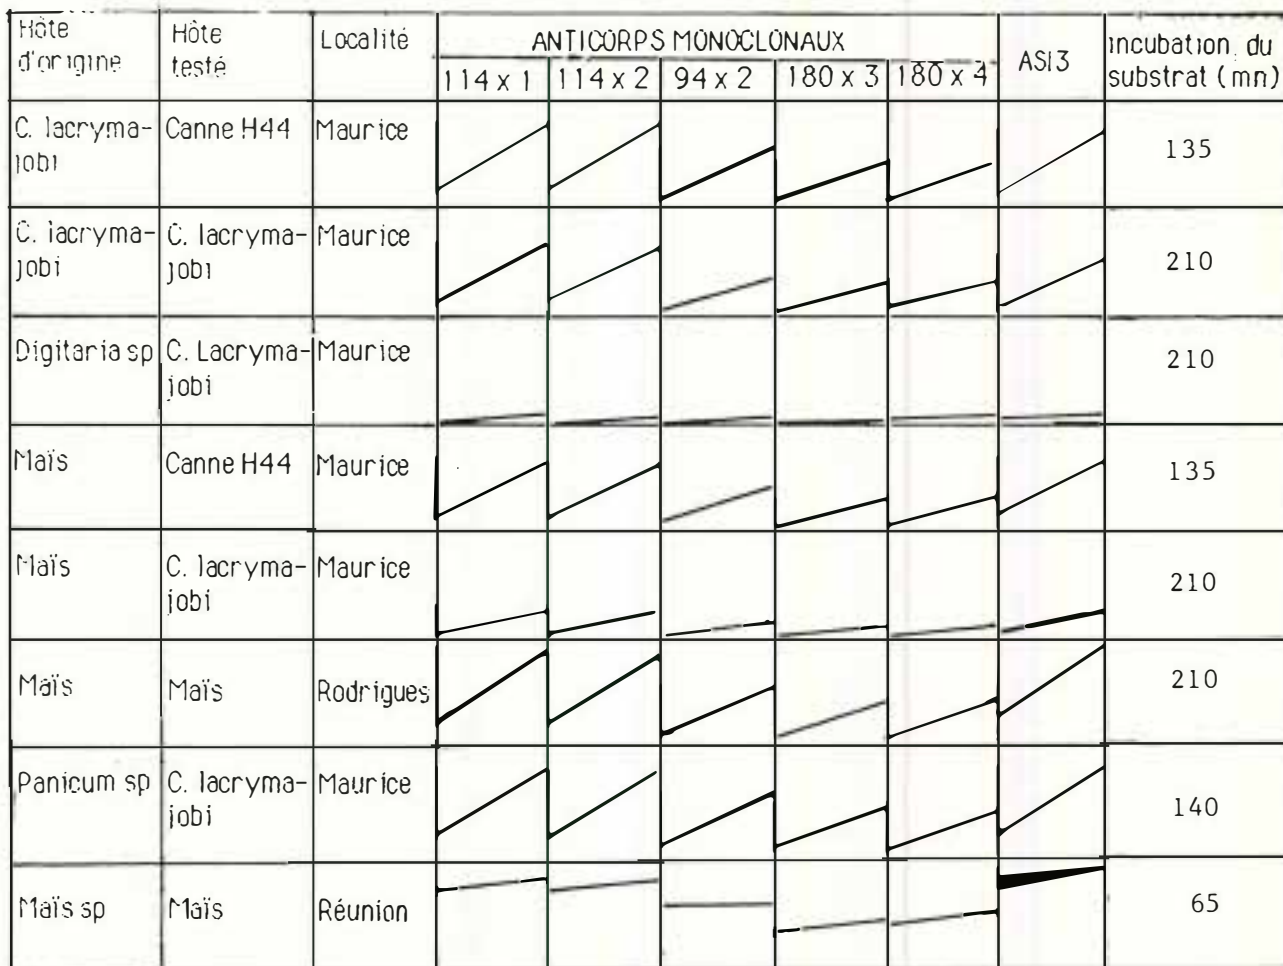 Hôte d'origine
Hôte testé
Localité
ANTICORPS MONOCLONAUX
114 x 1
114 x 2
94 x 2
180 x 3
180 x 4
ASI3
incubation du substrat (mn)
C. lacryma-jobi
Canne H44
Maurice
135
C. lacryma-jobi
C. lacryma-jobi
Maurice
210
Digitaria sp
C. Lacryma-jobi
Maurice
210
Maïs
Canne H44
Maurice
135
Maïs
C. lacryma-jobi
Maurice
210
Maïs
Maïs
Rodrigues
210
Panicum sp
C. lacryma-jobi
Maurice
140
Maïs sp
Maïs
Réunion
65